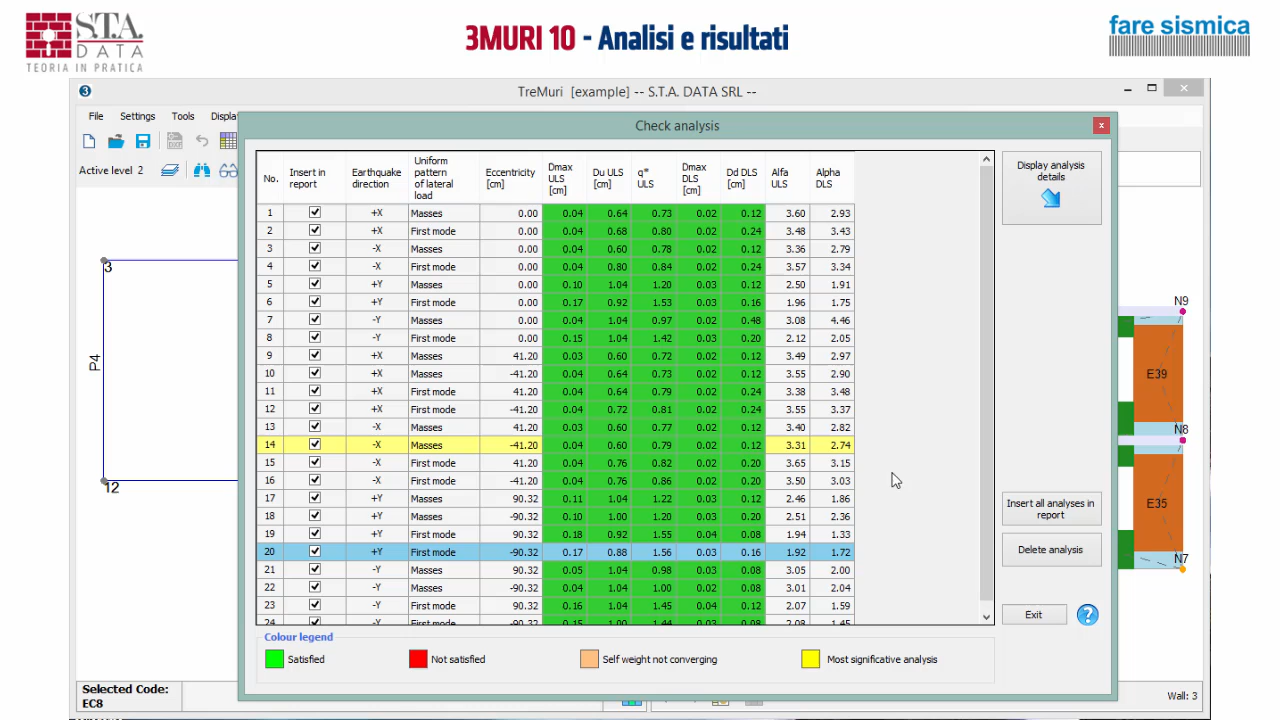 S.T.A.
DATA
TEORIA IN PRATICA
3MURI 10 - Analisi e risultati
fare sismica
TreMuri [example] -- S.T.A. DATA SRL --
File Settings Tools Displa
Active level 2
3
P4
12
Check analysis
No. Insert in report Earthquake direction Uniform pattern of lateral load Eccentricity [cm] Dmax ULS [cm] Du ULS [cm] q* ULS Dmax DLS [cm] Dd DLS [cm] Alfa ULS Alpha DLS
1 +X Masses 0.00 0.04 0.64 0.73 0.02 0.12 3.60 2.93
2 +X First mode 0.00 0.04 0.68 0.80 0.02 0.24 3.48 3.43
3 -X Masses 0.00 0.04 0.60 0.78 0.02 0.12 3.36 2.79
4 -X First mode 0.00 0.04 0.80 0.84 0.02 0.24 3.57 3.34
5 +Y Masses 0.00 0.10 1.04 1.20 0.03 0.12 2.50 1.91
6 +Y First mode 0.00 0.17 0.92 1.53 0.03 0.16 1.96 1.75
7 -Y Masses 0.00 0.04 1.04 0.97 0.02 0.48 3.08 4.46
8 -Y First mode 0.00 0.15 1.04 1.42 0.03 0.20 2.12 2.05
9 +X Masses 41.20 0.03 0.60 0.72 0.02 0.12 3.49 2.97
10 +X Masses -41.20 0.04 0.64 0.73 0.02 0.12 3.55 2.90
11 +X First mode 41.20 0.04 0.64 0.79 0.02 0.24 3.38 3.48
12 +X First mode -41.20 0.04 0.72 0.81 0.02 0.24 3.55 3.37
13 -X Masses 41.20 0.03 0.60 0.77 0.02 0.12 3.40 2.82
14 -X Masses -41.20 0.04 0.60 0.79 0.02 0.12 3.31 2.74
15 -X First mode 41.20 0.04 0.76 0.82 0.02 0.20 3.65 3.15
16 -X First mode -41.20 0.04 0.76 0.86 0.02 0.20 3.50 3.03
17 +Y Masses 90.32 0.11 1.04 1.22 0.03 0.12 2.46 1.86
18 +Y Masses -90.32 0.10 1.00 1.20 0.03 0.20 2.51 2.36
19 +Y First mode 90.32 0.18 0.92 1.55 0.04 0.08 1.94 1.33
20 +Y First mode -90.32 0.17 0.88 1.56 0.03 0.16 1.92 1.72
21 -Y Masses 90.32 0.05 1.04 0.98 0.02 0.08 3.05 2.00
22 -Y Masses -90.32 0.04 1.04 1.00 0.02 0.08 3.01 2.04
23 -Y First mode 90.32 0.16 1.04 1.45 0.04 0.12 2.07 1.59
24 -Y First mode -90.32 0.15 1.00 1.44 0.03 0.08 2.08 1.45
Display analysis
details
Insert all analyses in
report
Delete analysis
Exit
Colour legend
Satisfied Not satisfied Self weight not converging Most significant analysis
N9
E39
N8
E35
N7
Selected Code:
EC8
Wall: 3